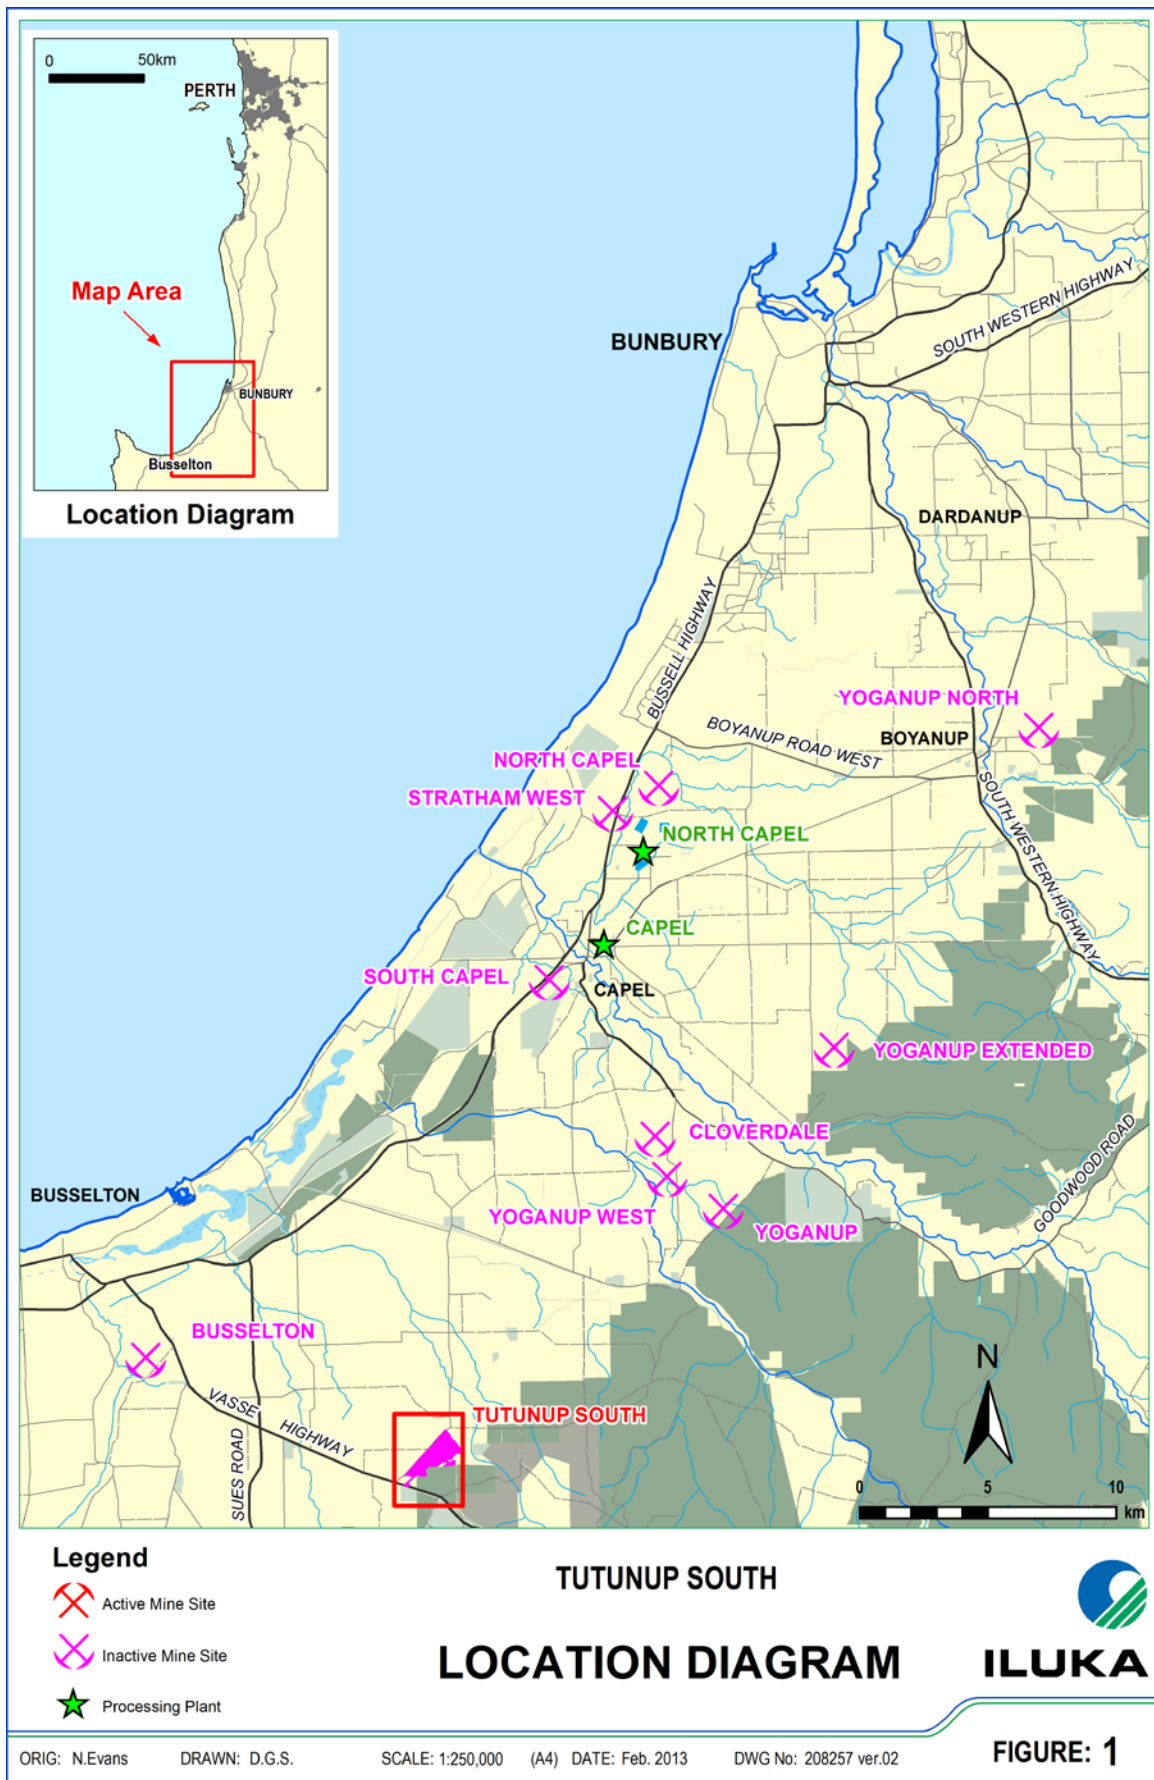 0 50km
PERTH
Map Area
BUNBURY
Busselton
Location Diagram
SOUTH WESTERN HIGHWAY
BUNBURY
DARDANUP
BUSSELL HIGHWAY
YOGANUP NORTH
BOYANUP ROAD WEST
BOYANUP
NORTH CAPEL
STRATHAM WEST
SOUTH WESTERN HIGHWAY
NORTH CAPEL
CAPEL
SOUTH CAPEL
CAPEL
YOGANUP EXTENDED
CLOVERDALE
GOODWOOD ROAD
BUSSELTON
YOGANUP WEST
YOGANUP
BUSSELTON
N
VASSE HIGHWAY
TUTUNUP SOUTH
SUES ROAD
0 5 10
km
Legend
Active Mine Site
Inactive Mine Site
Processing Plant
TUTUNUP SOUTH
LOCATION DIAGRAM
ILUKA
ORIG: N.Evans DRAWN: D.G.S. SCALE: 1:250,000 (A4) DATE: Feb. 2013 DWG No: 208257 ver.02
FIGURE: 1